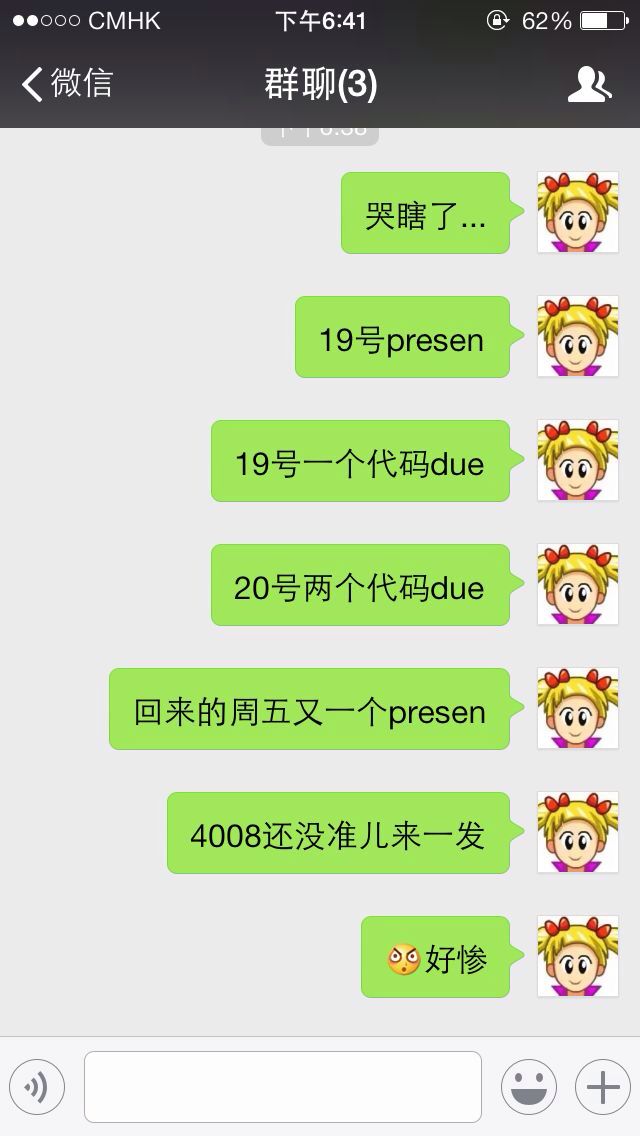 CMHK 下午6:41 62%
微信 群聊(3)
哭瞎了...
19号presen
19号一个代码due
20号两个代码due
回来的周五又一个presen
4008还没准儿来一发
好惨